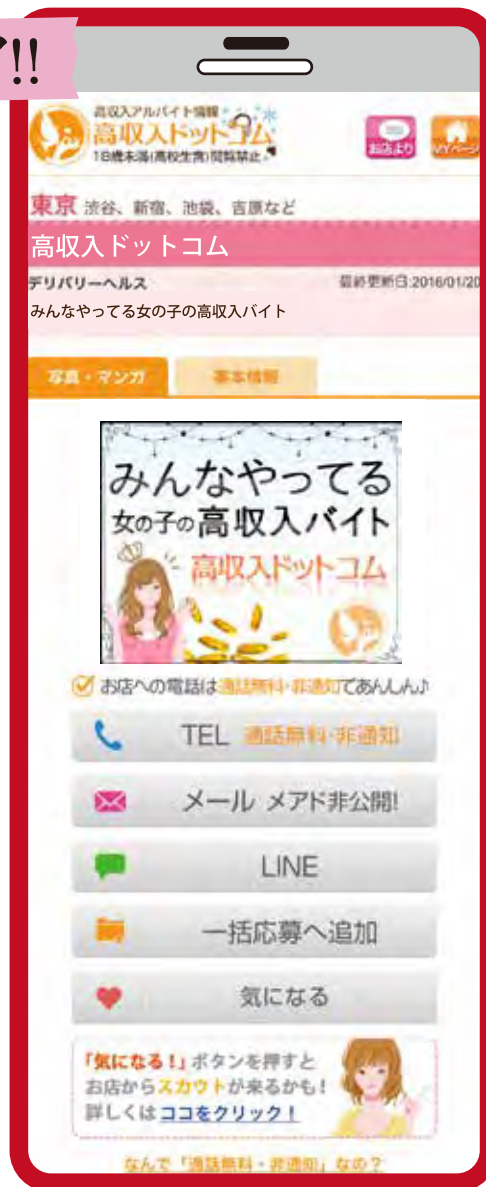 !!
高収入アルバイト情報
高収入ドットコム
18歳未満(高校生含)閲覧禁止
お店より
MYページ
東京 渋谷、新宿、池袋、吉原など
高収入ドットコム
デリバリーヘルス
最終更新日:2016/01/20
みんなやってる女の子の高収入バイト
写真・マンガ
基本情報
みんなやってる
女の子の高収入バイト
高収入ドットコム
お店への電話は通話無料・非通知であんしん♪
TEL 通話無料・非通知
メール メアド非公開!
LINE
一括応募へ追加
気になる
「気になる!」ボタンを押すと
お店からスカウトが来るかも!
詳しくはココをクリック!
なんで「通話無料・非通知」なの?